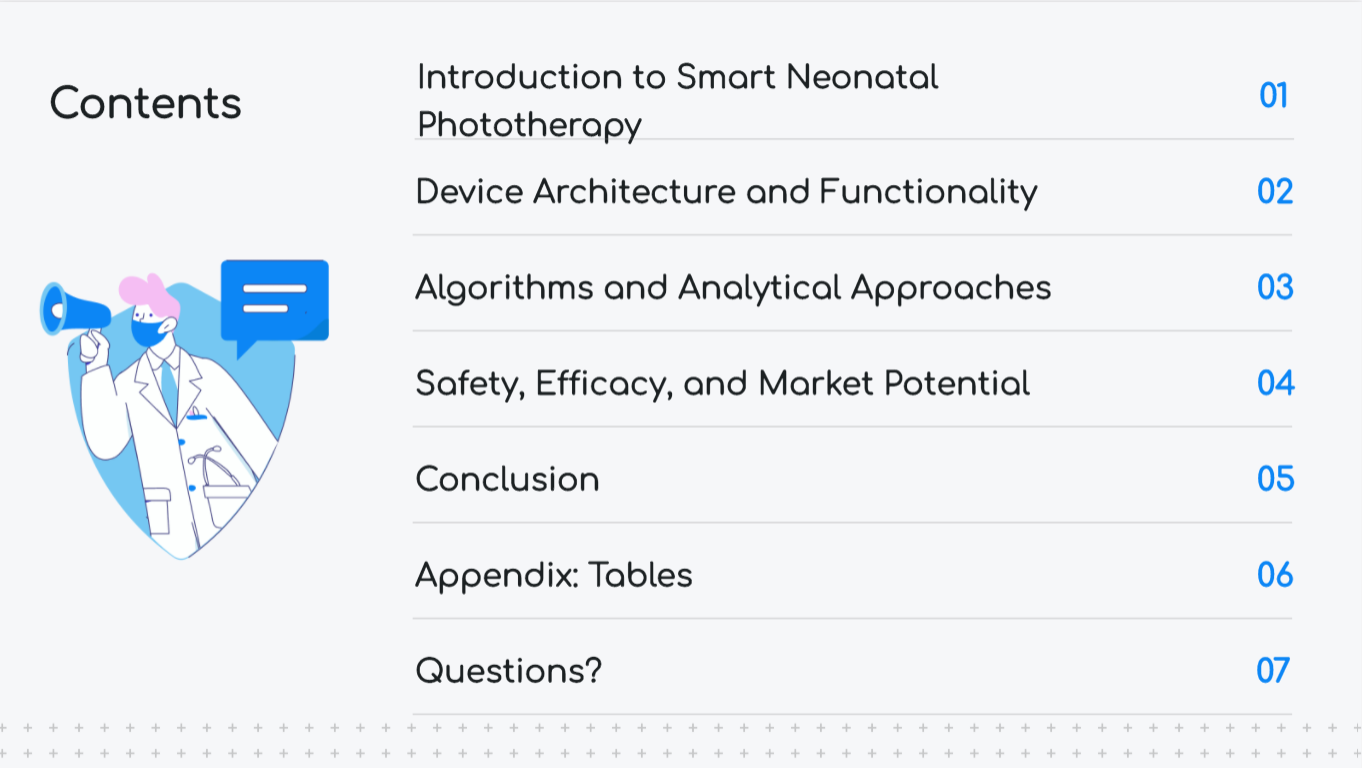 Contents
Introduction to Smart Neonatal
Phototherapy
01
Device Architecture and Functionality
02
Algorithms and Analytical Approaches
03
Safety, Efficacy, and Market Potential
04
Conclusion
05
Appendix: Tables
06
Questions?
07